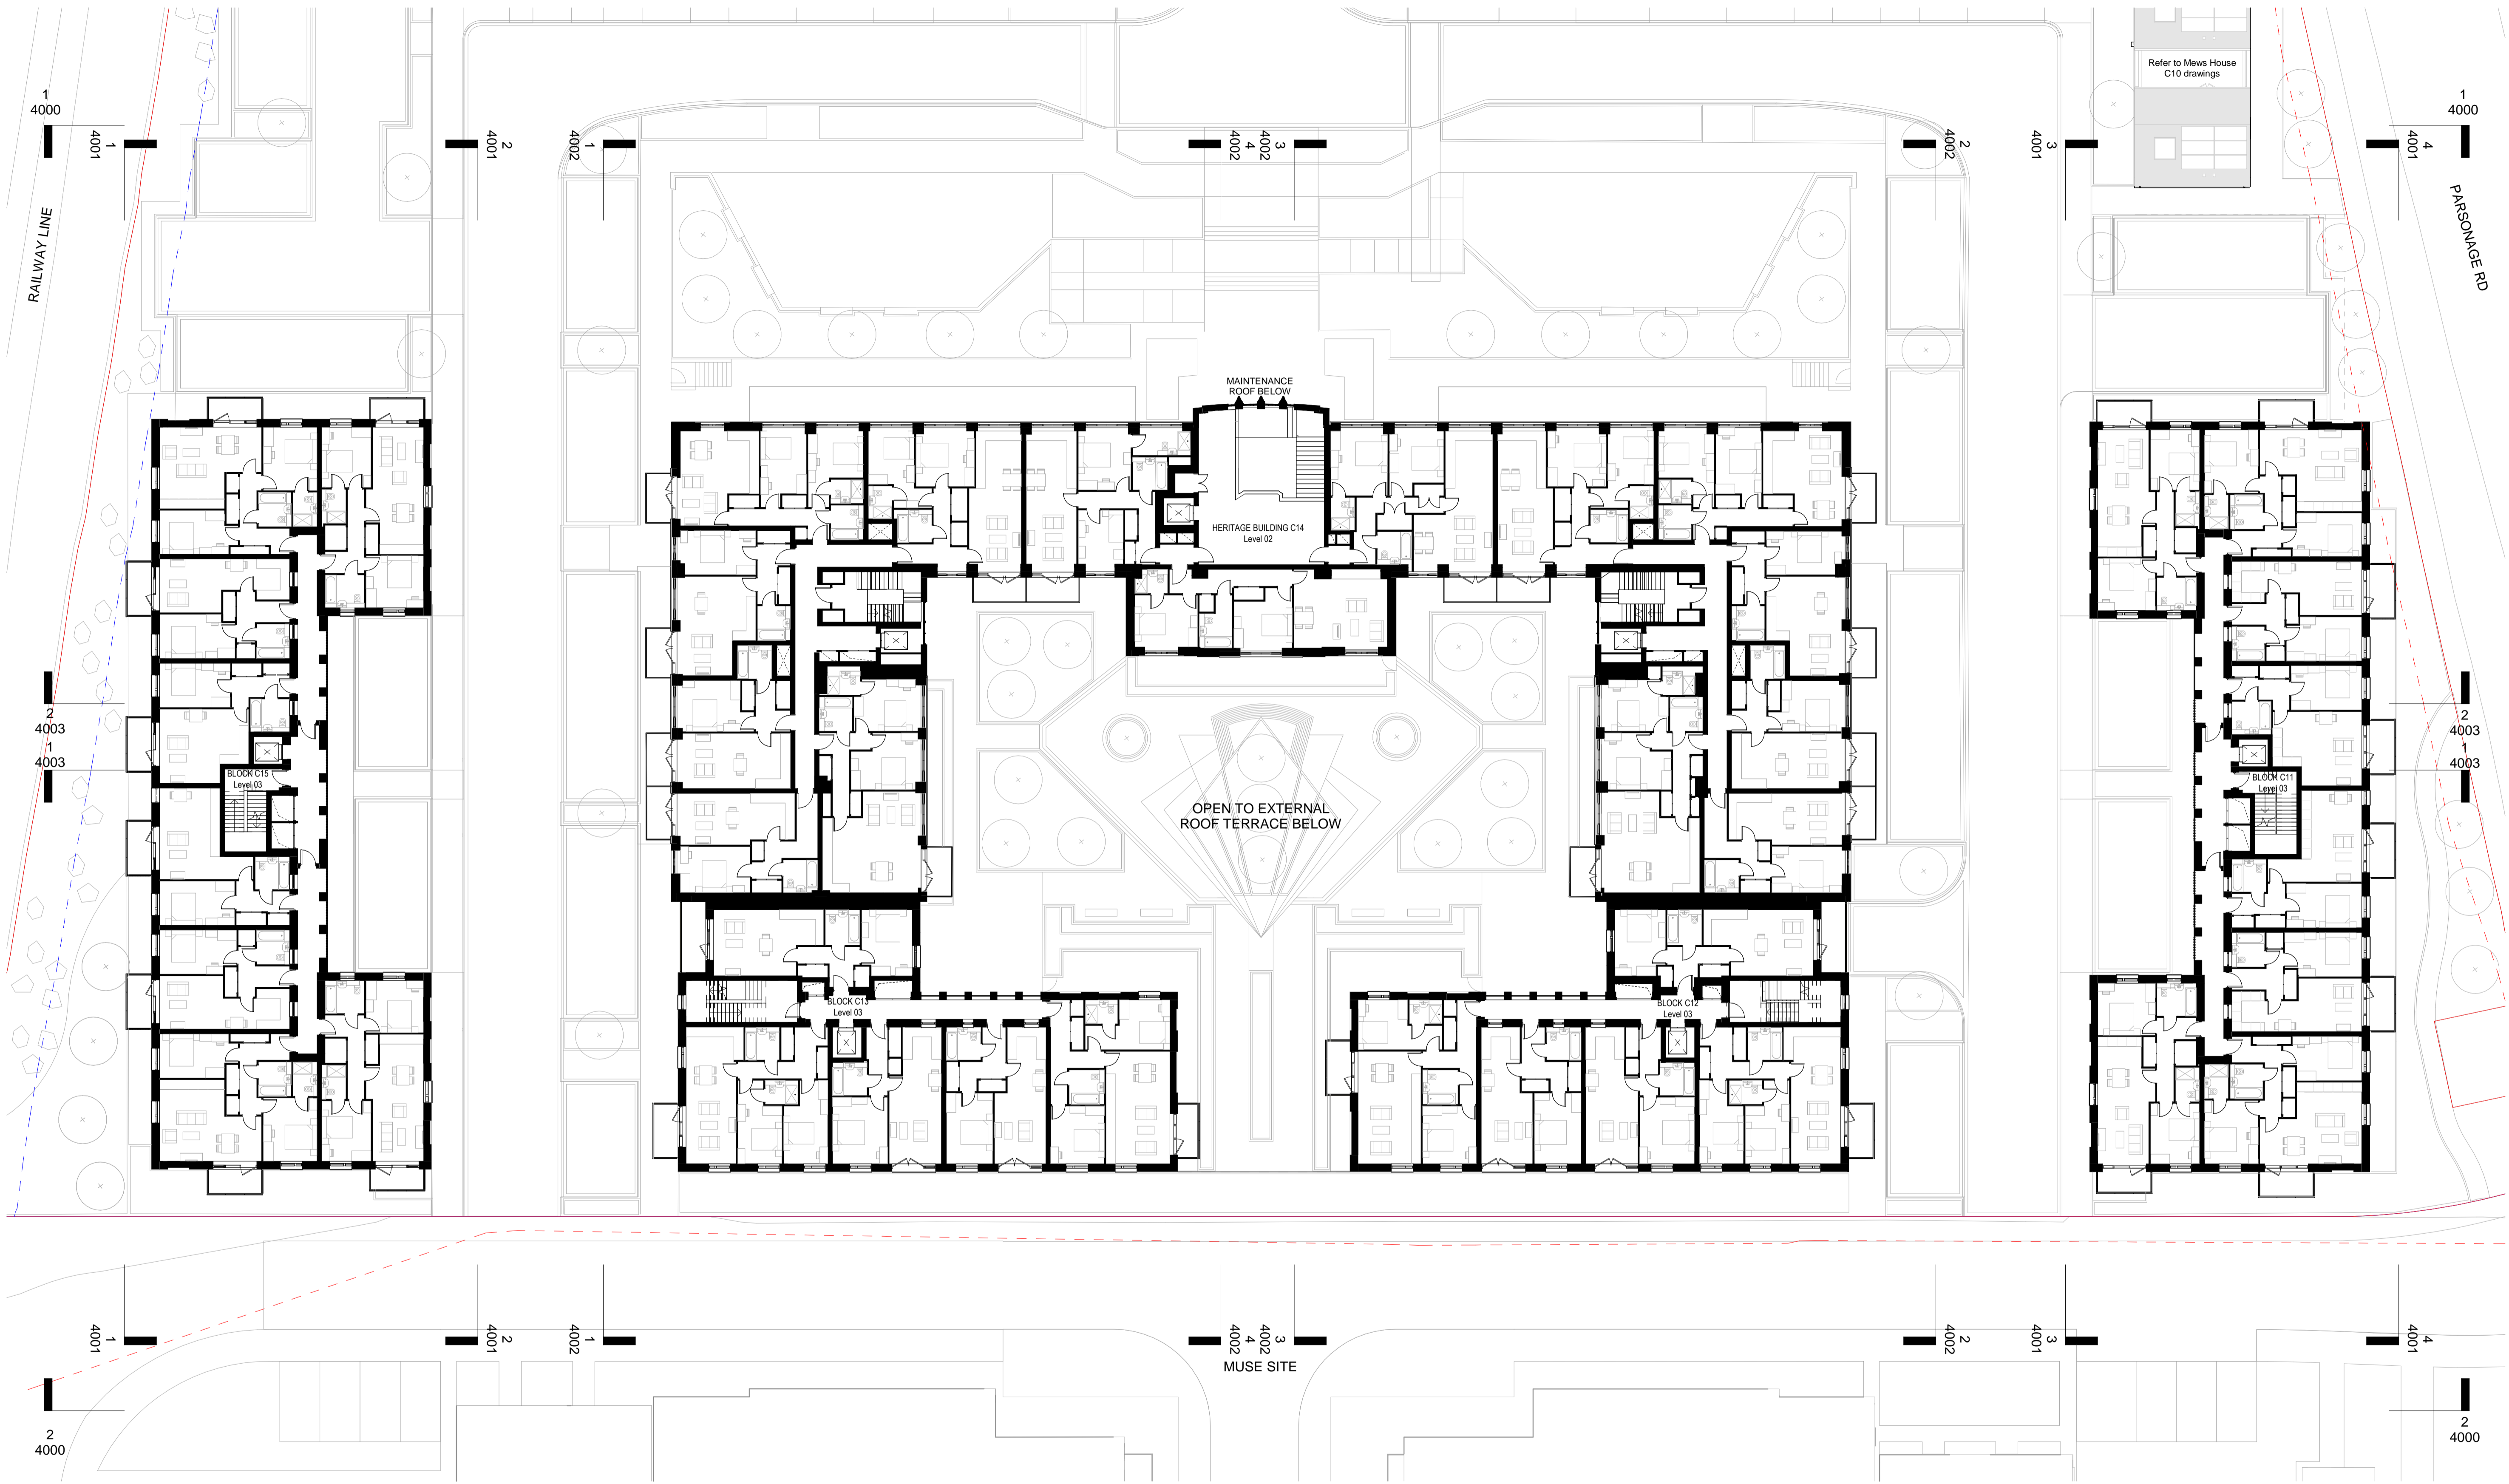 Refer to Mews House
C10 drawings
1
4000
1
4000
1
4001
2
4001
1
4002
4
4002
3
4002
2
4002
3
4001
4
4001
RAILWAY LINE
PARSONAGE RD
MAINTENANCE
ROOF BELOW
HERITAGE BUILDING C14
Level 02
2
4003
1
4003
2
4003
1
4003
BLOCK C15
Level 03
BLOCK C11
Level 03
OPEN TO EXTERNAL
ROOF TERRACE BELOW
BLOCK C13
Level 03
BLOCK C12
Level 03
1
4001
2
4001
1
4002
4
4002
3
4002
2
4002
3
4001
4
4001
MUSE SITE
2
4000
2
4000